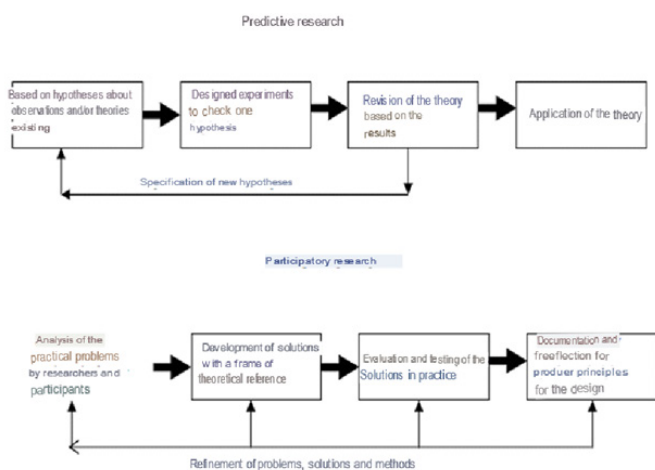 Predictive research
Based on hypotheses about
observations and/or theories
existing
Designed experiments
to check one
hypothesis
Revision of the theory
based on the
results
Application of the theory
Specification of new hypotheses
Participatory research
Analysis of the
practical problems
by researchers and
participants
Development of solutions
with a frame of
theoretical reference
Evaluation and testing of the
Solutions in practice
Documentation and
freeflection for
producer principles
for the design
Refinement of problems, solutions and methods